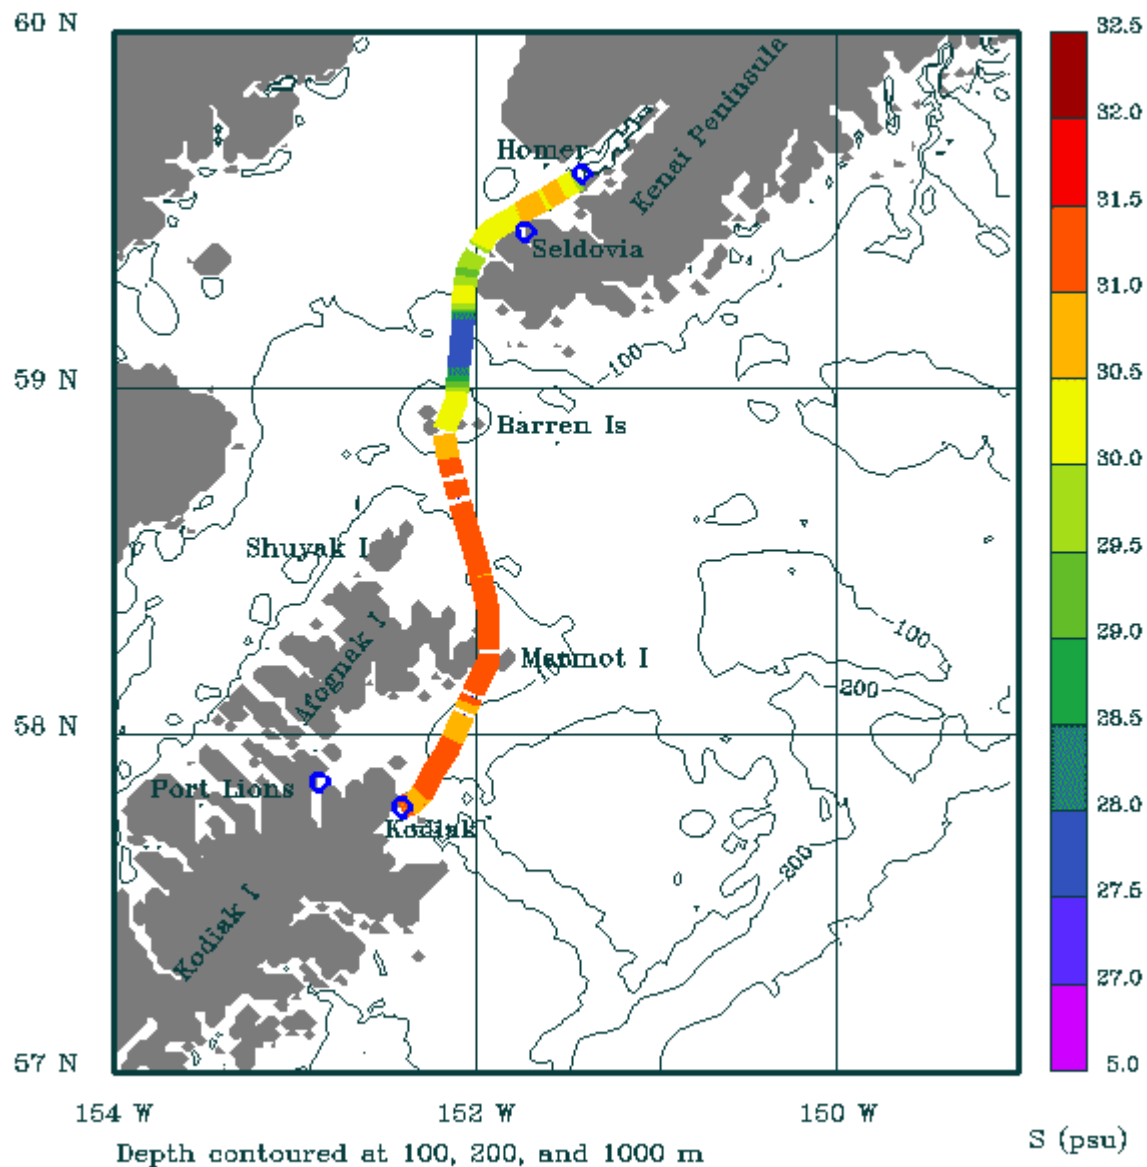 60 N
32.5
32.0
Homer
Kenai Peninsula
31.5
Seldovia
31.0
100
59 N
30.5
Barren Is
30.0
29.5
Shuyak I
29.0
100
Afognak I
Marmot I
100
28.5
200
58 N
28.0
Port Lions
Kodiak
27.5
200
Kodiak I
27.0
57 N
5.0
154 W
152 W
150 W
S (psu)
Depth contoured at 100, 200, and 1000 m